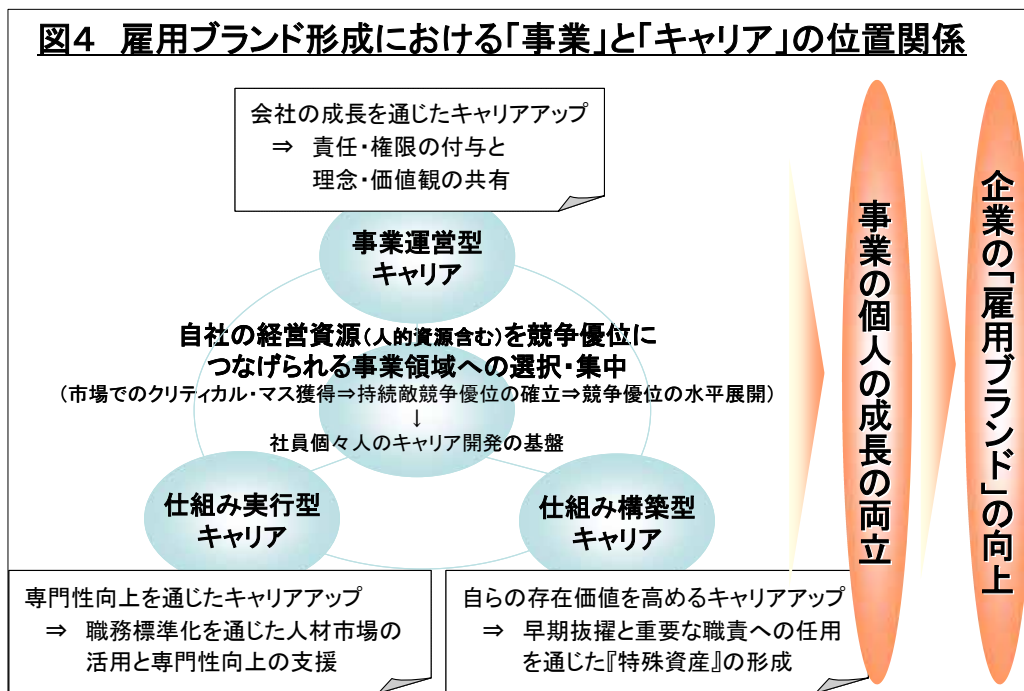 図4 雇用ブランド形成における「事業」と「キャリア」の位置関係
会社の成長を通じたキャリアアップ
⇒ 責任・権限の付与と
理念・価値観の共有
事業運営型
キャリア
自社の経営資源(人的資源含む)を競争優位に
つなげられる事業領域への選択・集中
(市場でのクリティカル・マス獲得⇒持続敵競争優位の確立⇒競争優位の水平展開)
↓
社員個々人のキャリア開発の基盤
仕組み実行型
キャリア
仕組み構築型
キャリア
専門性向上を通じたキャリアアップ
⇒ 職務標準化を通じた人材市場の
活用と専門性向上の支援
自らの存在価値を高めるキャリアアップ
⇒ 早期抜擢と重要な職責への任用
を通じた『特殊資産』の形成
事業の個人の成長の両立
企業の「雇用ブランド」の向上